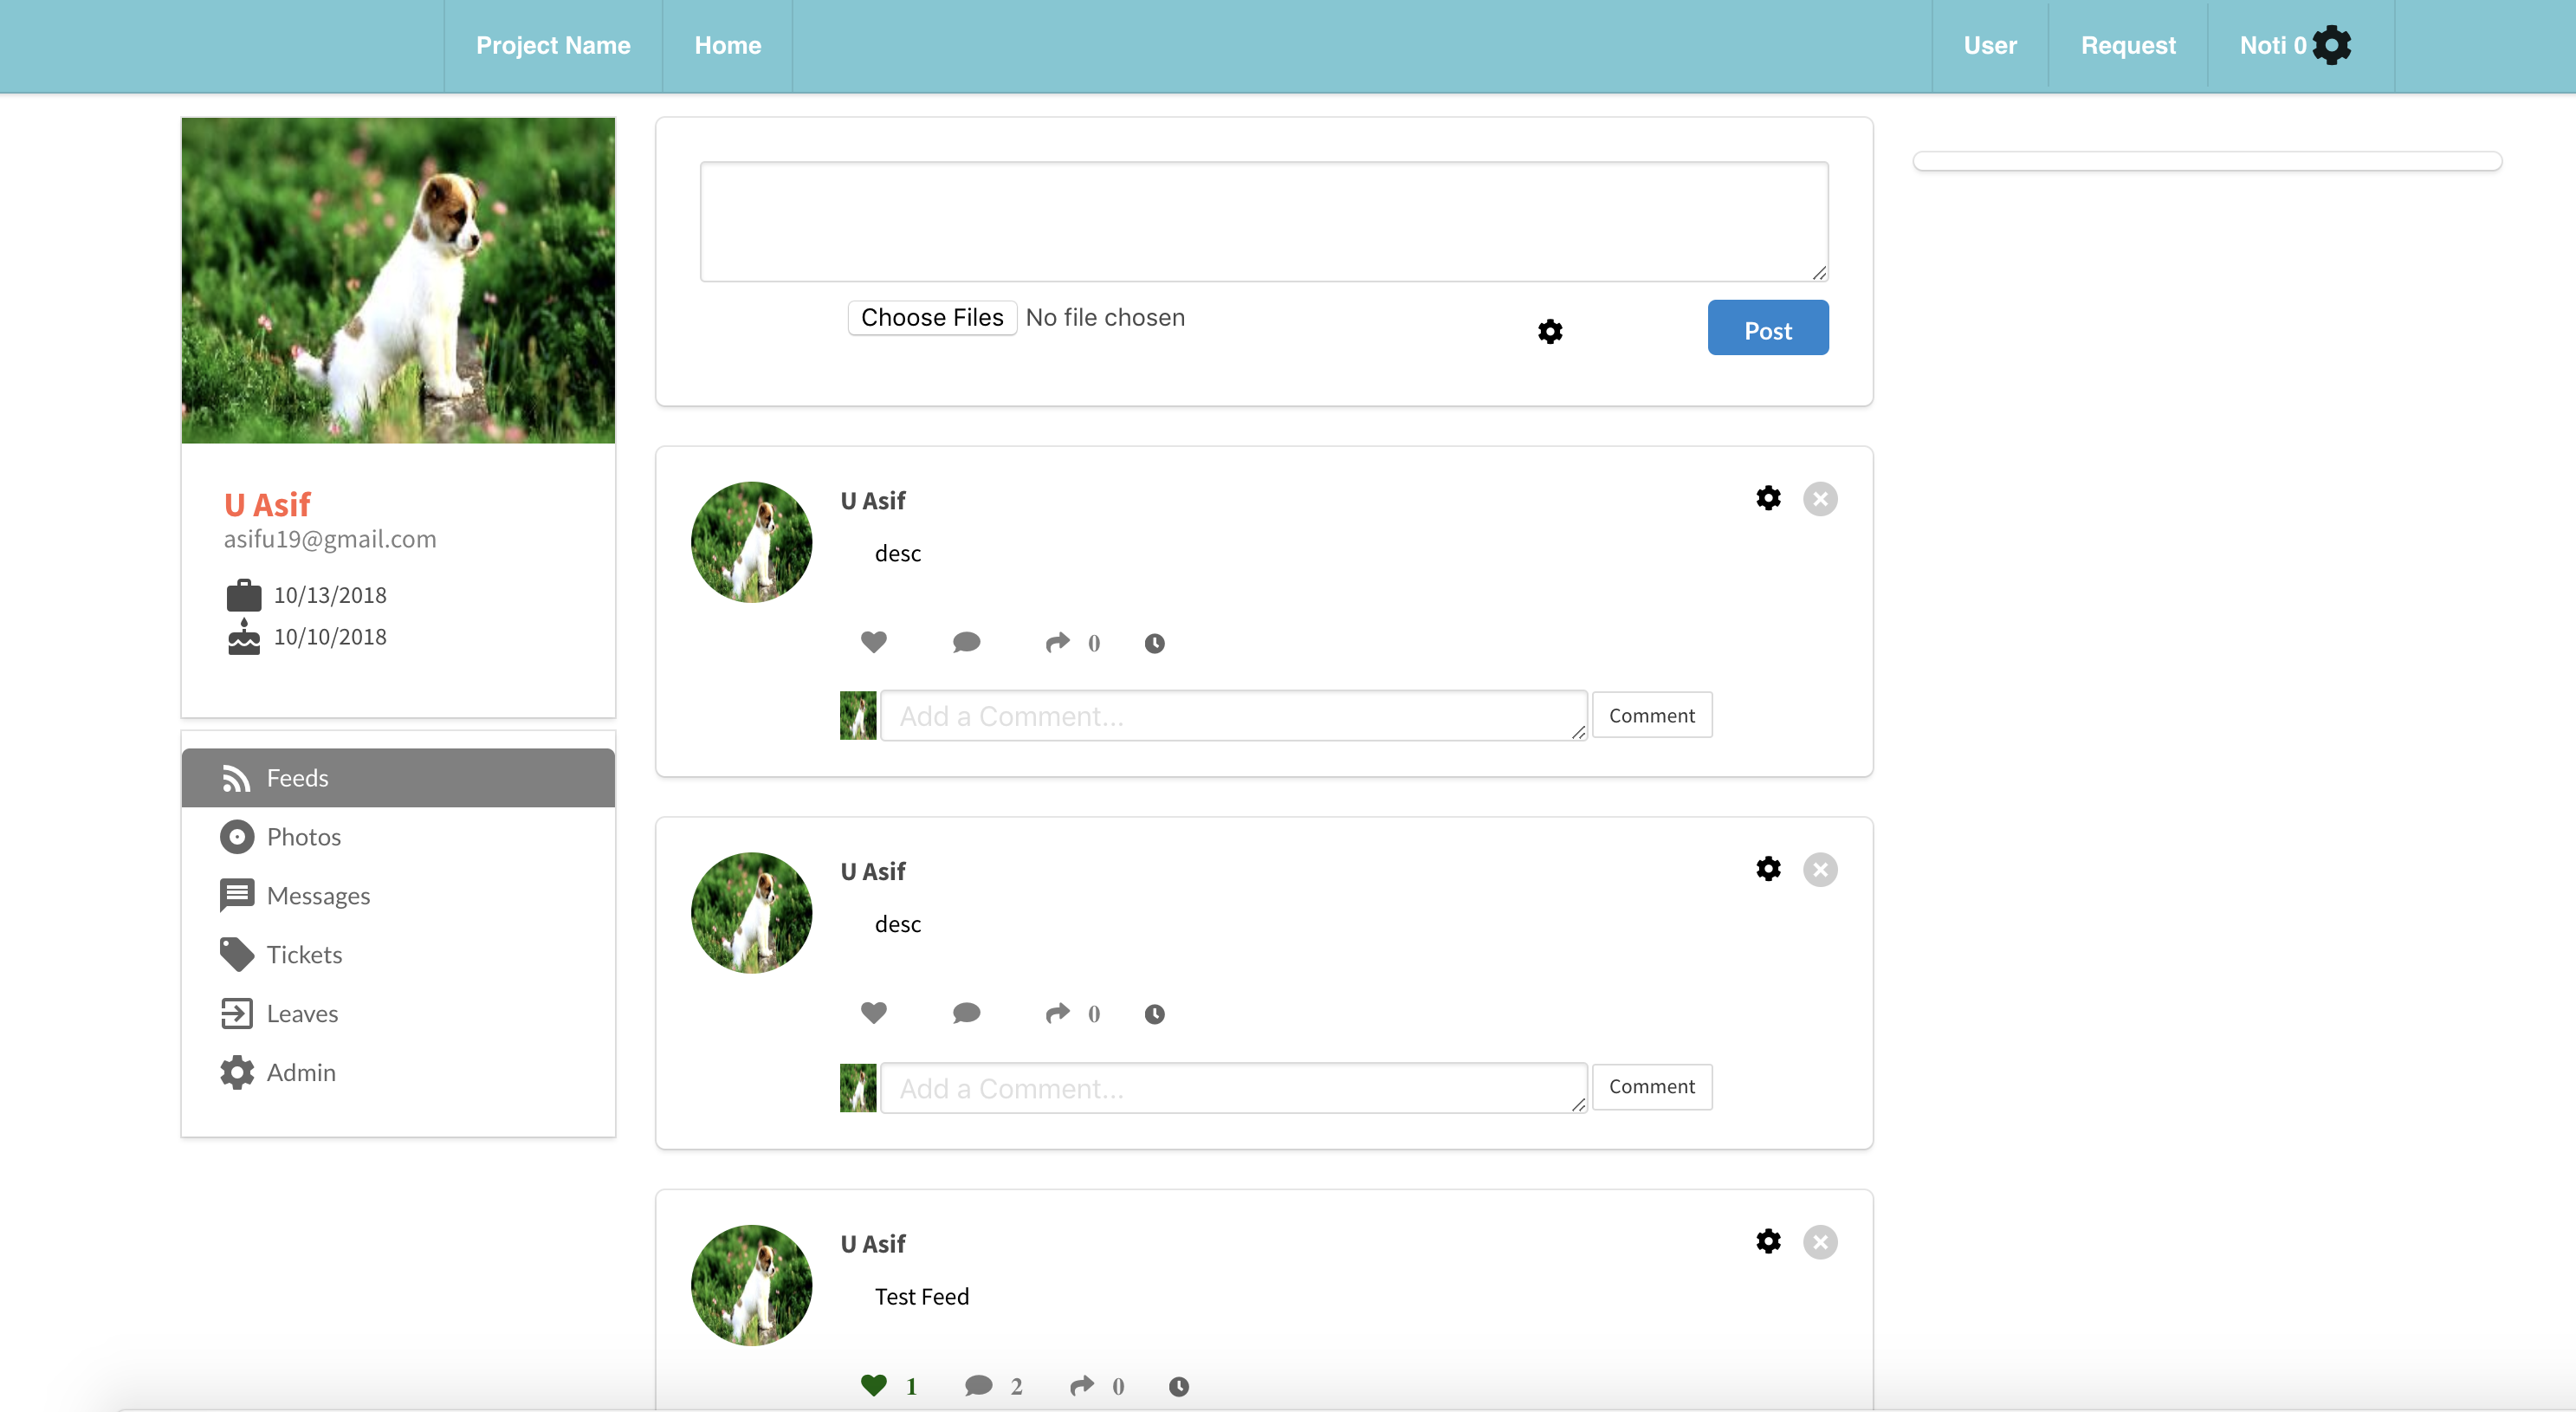 Project Name Home User Request Noti 0
Choose Files No file chosen
Post
U Asif
asifu19@gmail.com
10/13/2018
10/10/2018
Feeds
Photos
Messages
Tickets
Leaves
Admin
U Asif
desc
0
Add a Comment...
Comment
U Asif
desc
0
Add a Comment...
Comment
U Asif
Test Feed
1 2 0